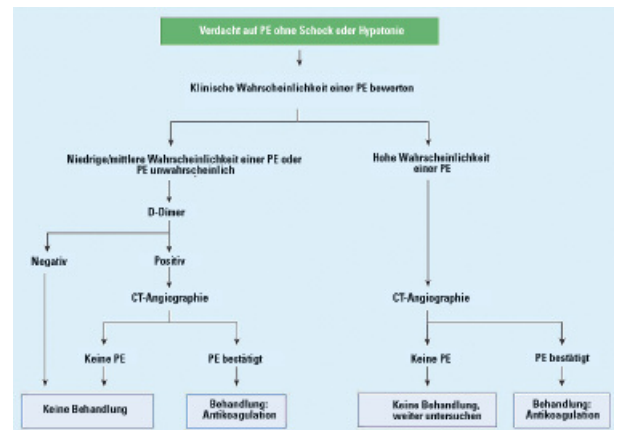 Verdacht auf PE ohne Schock oder Hypotonie
Klinische Wahrscheinlichkeit einer PE bewerten
Niedrige/mittlere Wahrscheinlichkeit einer PE oder
PE unwahrscheinlich
Hohe Wahrscheinlichkeit
einer PE
D-Dimer
Negativ
Positiv
CT-Angiographie
CT-Angiographie
Keine PE
PE bestätigt
Keine PE
PE bestätigt
Keine Behandlung
Behandlung:
Antikoagulation
Keine Behandlung,
weiter untersuchen
Behandlung:
Antikoagulation